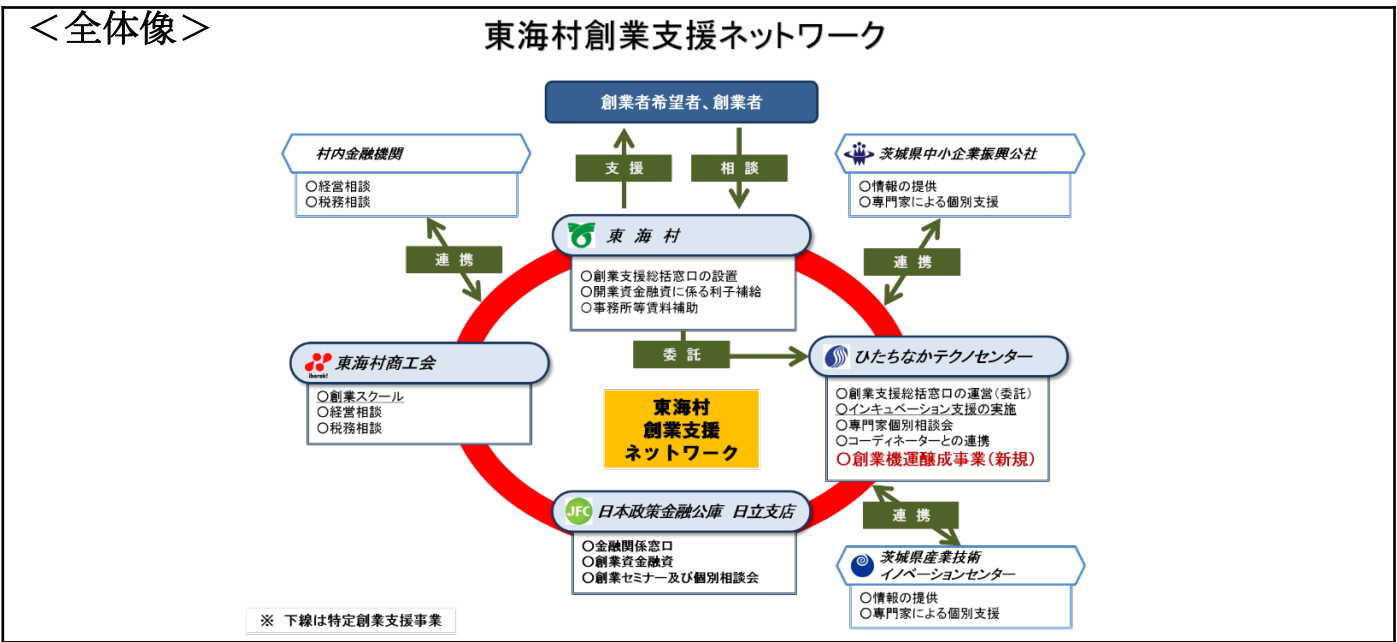 ＜全体像＞
東海村創業支援ネットワーク
創業者希望者、創業者
支援
相談
村内金融機関
○経営相談
○税務相談
連携
茨城県中小企業振興公社
○情報の提供
○専門家による個別支援
連携
東海村
○創業支援総括窓口の設置
○開業資金融資に係る利子補給
○事務所等賃料補助
委託
東海村商工会
○創業スクール
○経営相談
○税務相談
ひたちなかテクノセンター
○創業支援総括窓口の運営（委託）
○インキュベーション支援の実施
○専門家個別相談会
○コーディネーターとの連携
○創業機運醸成事業（新規）
東海村
創業支援
ネットワーク
JFC 日本政策金融公庫 日立支店
○金融関係窓口
○創業資金融資
○創業セミナー及び個別相談会
連携
茨城県産業技術
イノベーションセンター
○情報の提供
○専門家による個別支援
※ 下線は特定創業支援事業